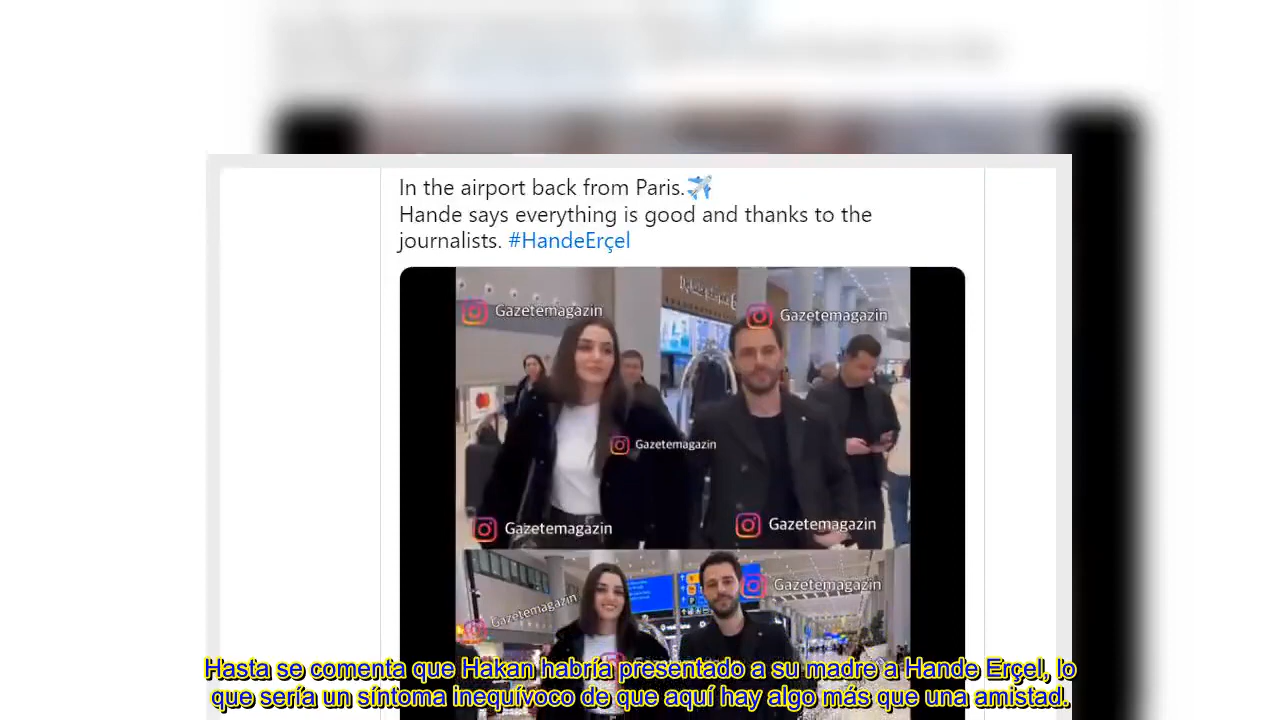 In the airport back from Paris.✈️
Hande says everything is good and thanks to the
journalists. #HandeErçel
Gazetemagazin
Gazetemagazin
Gazetemagazin
Gazetemagazin
Gazetemagazin
Gazetemagazin
Gazetemagazin
Hasta se comenta que Hakan habría presentado a su madre a Hande Erçel, lo
que sería un síntoma inequívoco de que aquí hay algo más que una amistad.